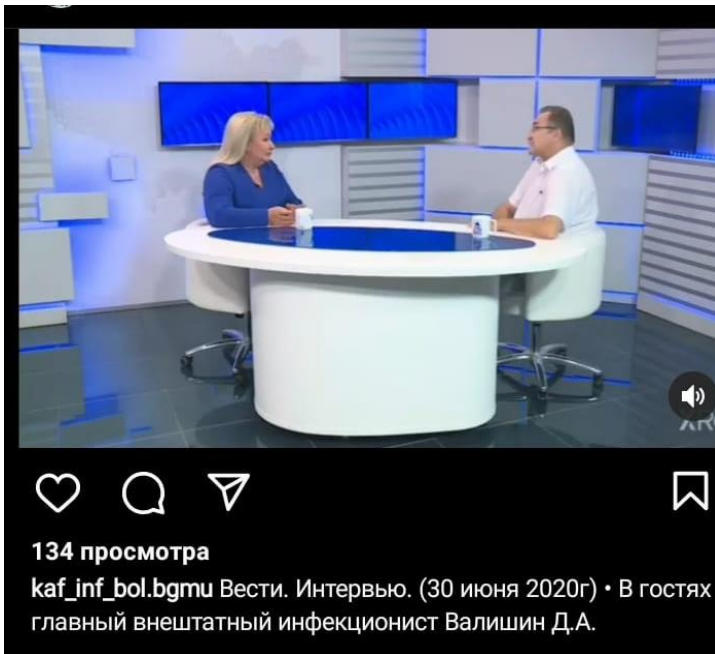 134 просмотра
kaf_inf_bol.bgmu Вести. Интервью. (30 июня 2020г) • В гостях
главный внештатный инфекционист Валишин Д.А.